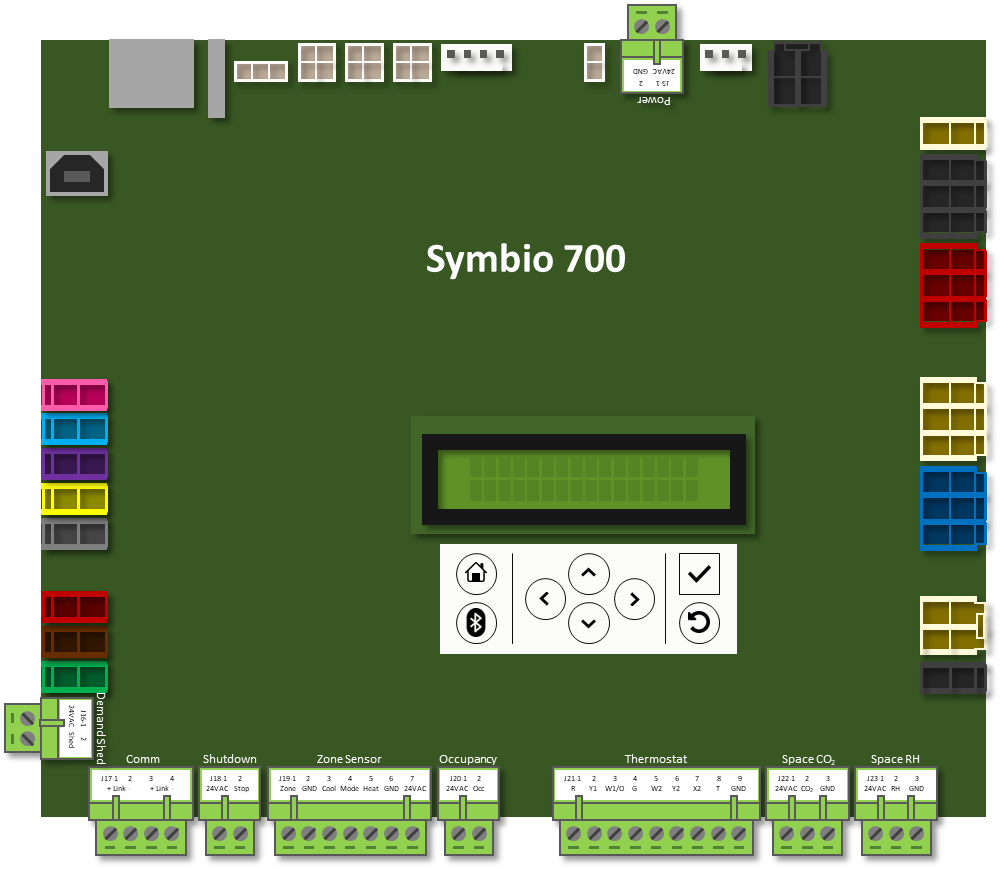 J5-1 2
24VAC GND
Power
Symbio 700
Demand Shed
J16-1 2
24VAC Shed
Comm
J17-1 2 3 4
+ Link - + Link -
Shutdown
J18-1 2
24VAC Stop
Zone Sensor
J19-1 2 3 4 5 6 7
Zone GND Cool Mode Heat GND 24VAC
Occupancy
J20-1 2
24VAC Occ
Thermostat
J21-1 2 3 4 5 6 7 8 9
R Y1 W1/O G W2 Y2 X2 T GND
Space CO₂
J22-1 2 3
24VAC CO₂ GND
Space RH
J23-1 2 3
24VAC RH GND